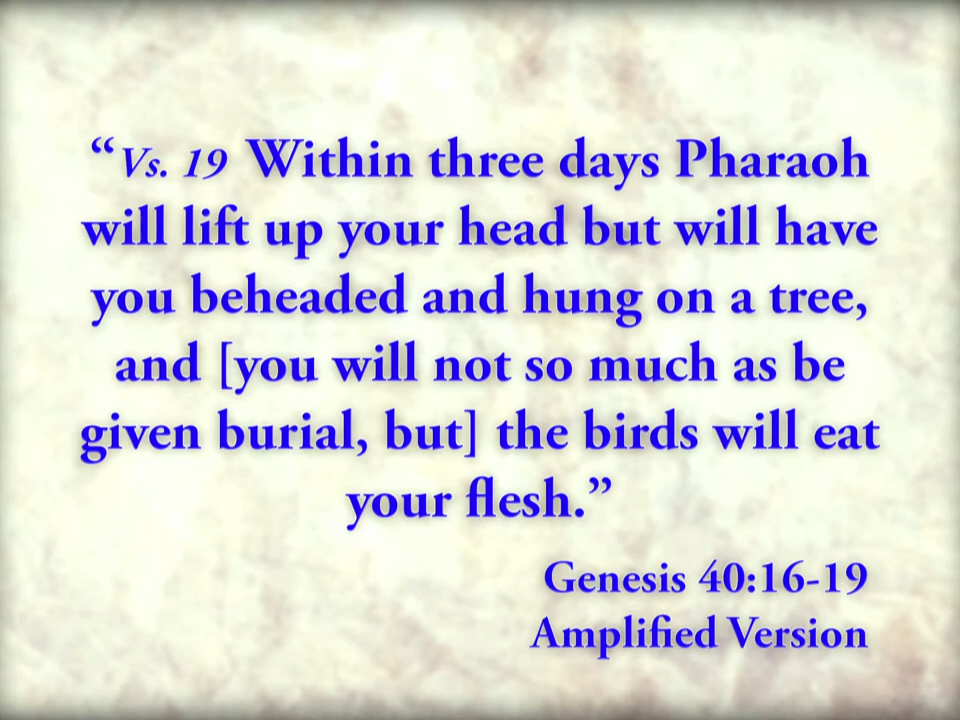 “Vs. 19 Within three days Pharaoh
will lift up your head but will have
you beheaded and hung on a tree,
and [you will not so much as be
given burial, but] the birds will eat
your flesh.”
Genesis 40:16-19
Amplified Version